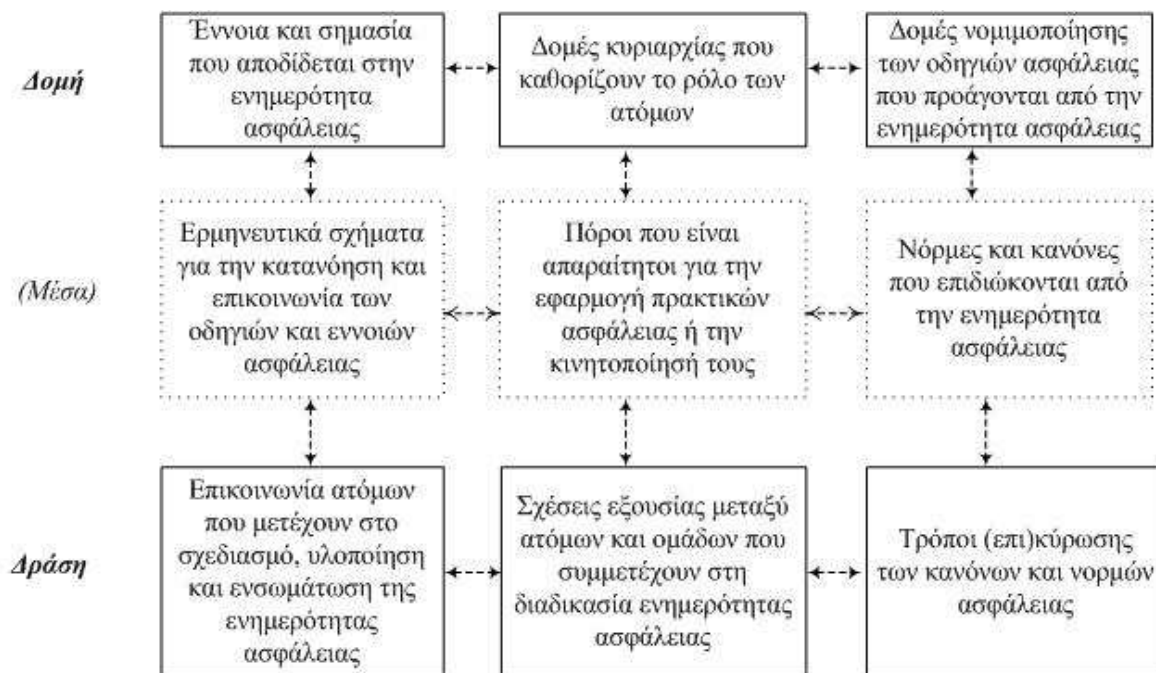 Δομή
Έννοια και σημασία
που αποδίδεται στην
ενημερότητα
ασφάλειας
Δομές κυριαρχίας που
καθορίζουν το ρόλο των
ατόμων
Δομές νομιμοποίησης
των οδηγιών ασφάλειας
που προάγονται από την
ενημερότητα ασφάλειας
(Μέσα)
Ερμηνευτικά σχήματα
για την κατανόηση και
επικοινωνία των
οδηγιών και εννοιών
ασφάλειας
Πόροι που είναι
απαραίτητοι για την
εφαρμογή πρακτικών
ασφάλειας ή την
κινητοποίησή τους
Νόρμες και κανόνες
που επιδιώκονται από
την ενημερότητα
ασφάλειας
Δράση
Επικοινωνία ατόμων
που μετέχουν στο
σχεδιασμό, υλοποίηση
και ενσωμάτωση της
ενημερότητας
ασφάλειας
Σχέσεις εξουσίας μεταξύ
ατόμων και ομάδων που
συμμετέχουν στη
διαδικασία ενημερότητας
ασφάλειας
Τρόποι (επι)κύρωσης
των κανόνων και νορμών
ασφάλειας